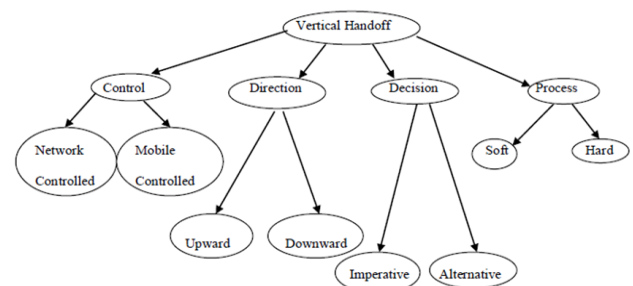 Vertical Handoff
Control
Direction
Decision
Process
Network
Controlled
Mobile
Controlled
Soft
Hard
Upward
Downward
Imperative
Alternative